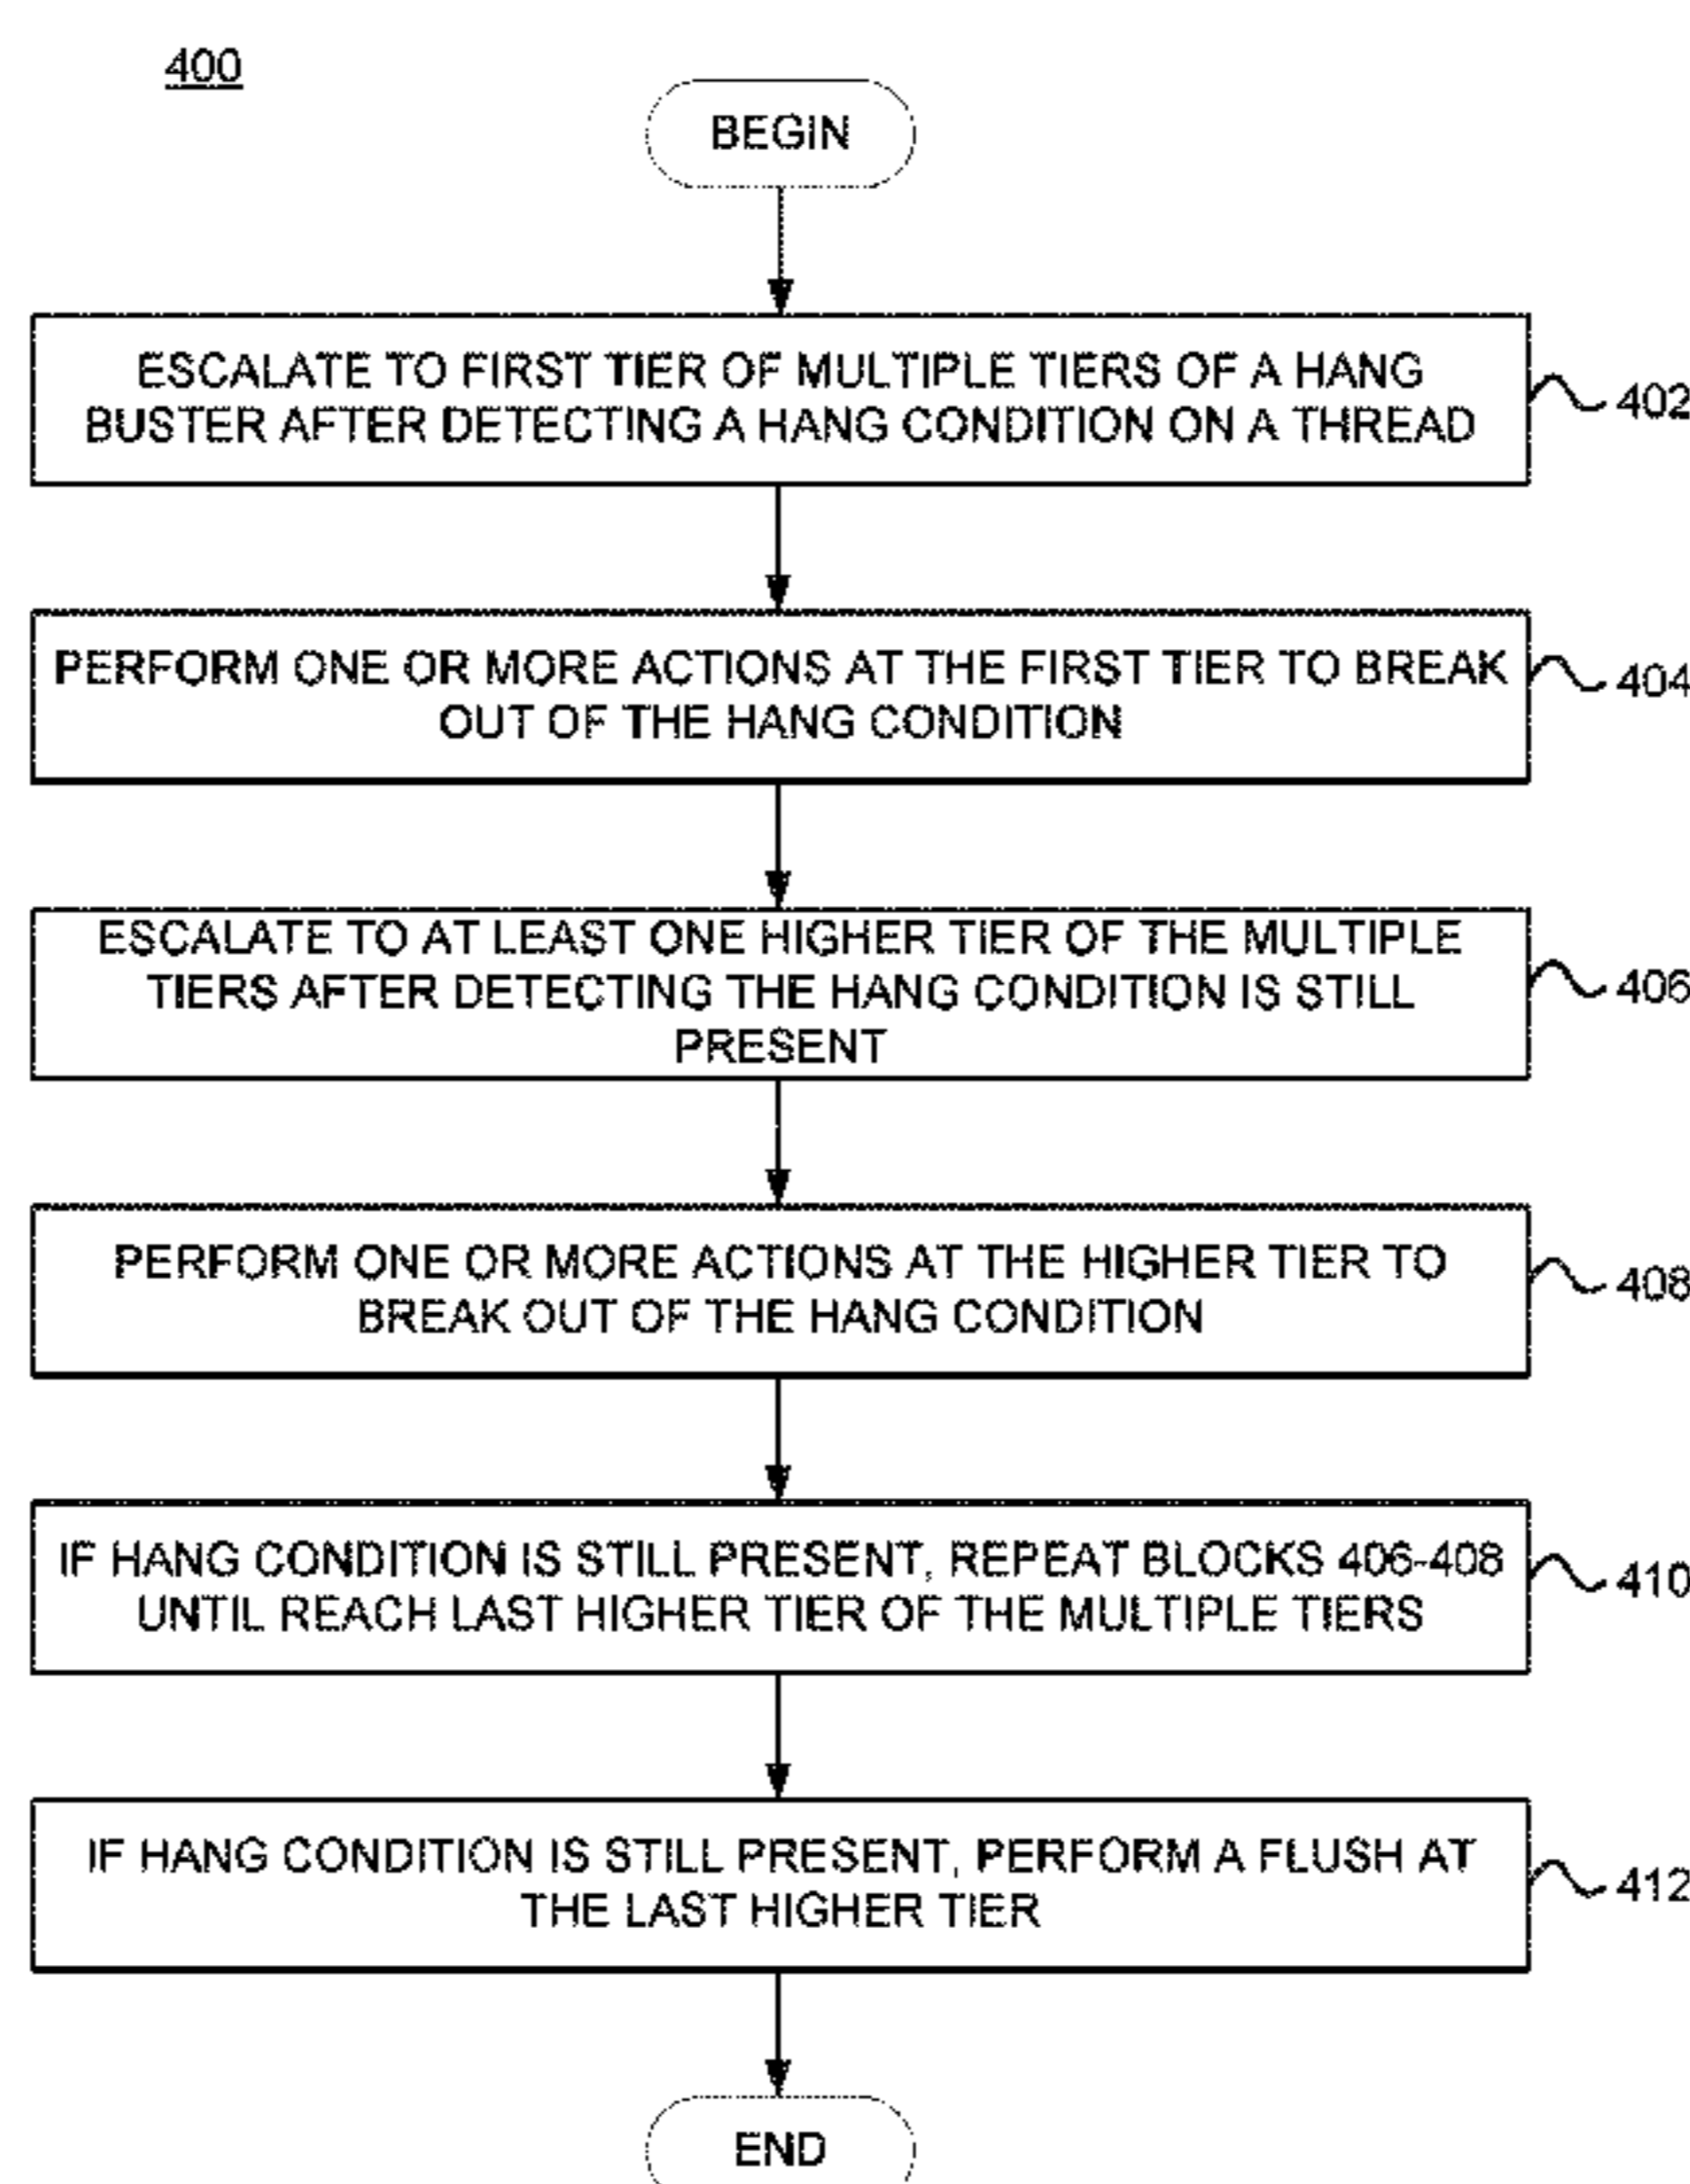 400
BEGIN
ESCALATE TO FIRST TIER OF MULTIPLE TIERS OF A HANG
BUSTER AFTER DETECTING A HANG CONDITION ON A THREAD
402
PERFORM ONE OR MORE ACTIONS AT THE FIRST TIER TO BREAK
OUT OF THE HANG CONDITION
404
ESCALATE TO AT LEAST ONE HIGHER TIER OF THE MULTIPLE
TIERS AFTER DETECTING THE HANG CONDITION IS STILL
PRESENT
406
PERFORM ONE OR MORE ACTIONS AT THE HIGHER TIER TO
BREAK OUT OF THE HANG CONDITION
408
IF HANG CONDITION IS STILL PRESENT, REPEAT BLOCKS 406-408
UNTIL REACH LAST HIGHER TIER OF THE MULTIPLE TIERS
410
IF HANG CONDITION IS STILL PRESENT, PERFORM A FLUSH AT
THE LAST HIGHER TIER
412
END